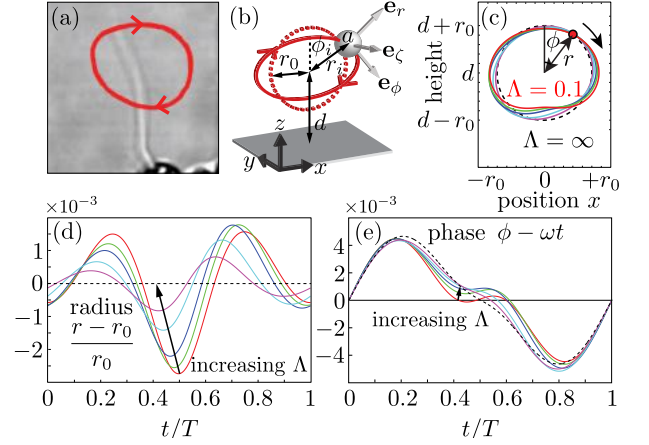 (a)
(b)
a
e_r
ϕ_i
r_0
r_i
e_ζ
e_ϕ
d
z
y
x
(c)
d+r_0
height
d
d−r_0
ϕ
r
Λ = 0.1
Λ = ∞
−r_0 0 +r_0
position x
×10^−3
(d)
1
0
−1
−2
radius
r − r_0
r_0
increasing Λ
0 0.2 0.4 0.6 0.8 1
t/T
×10^−3
(e)
phase ϕ − ωt
4
2
0
−2
−4
increasing Λ
0 0.2 0.4 0.6 0.8 1
t/T